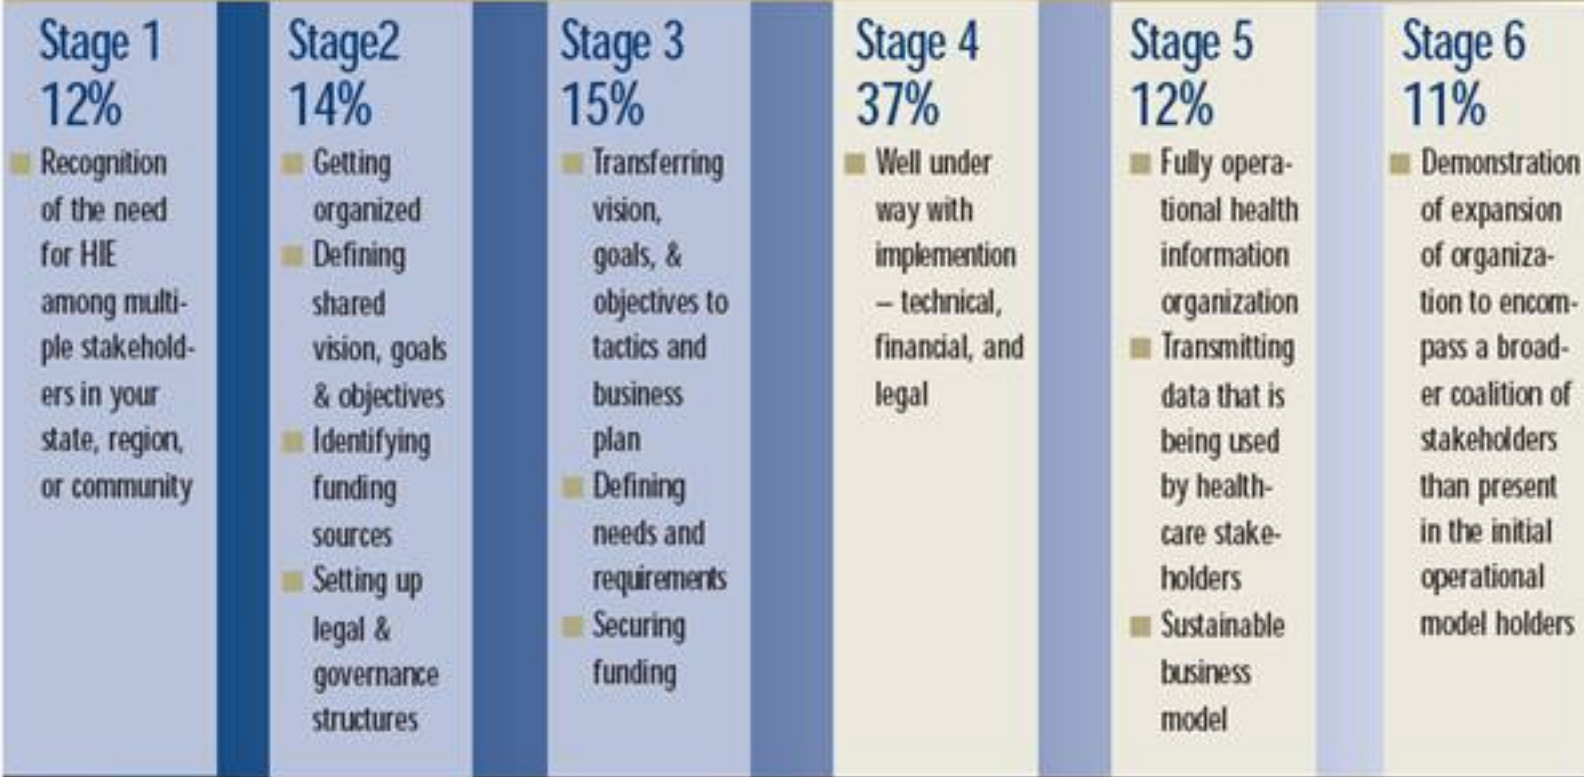 Stage 1
12%
Recognition
of the need
for HIE
among multi-
ple stakehold-
ers in your
state, region,
or community
Stage2
14%
Getting
organized
Defining
shared
vision, goals
& objectives
Identifying
funding
sources
Setting up
legal &
governance
structures
Stage 3
15%
Transferring
vision,
goals, &
objectives to
tactics and
business
plan
Defining
needs and
requirements
Securing
funding
Stage 4
37%
Well under
way with
implemention
– technical,
financial, and
legal
Stage 5
12%
Fully opera-
tional health
information
organization
Transmitting
data that is
being used
by health-
care stake-
holders
Sustainable
business
model
Stage 6
11%
Demonstration
of expansion
of organiza-
tion to encom-
pass a broad-
er coalition of
stakeholders
than present
in the initial
operational
model holders